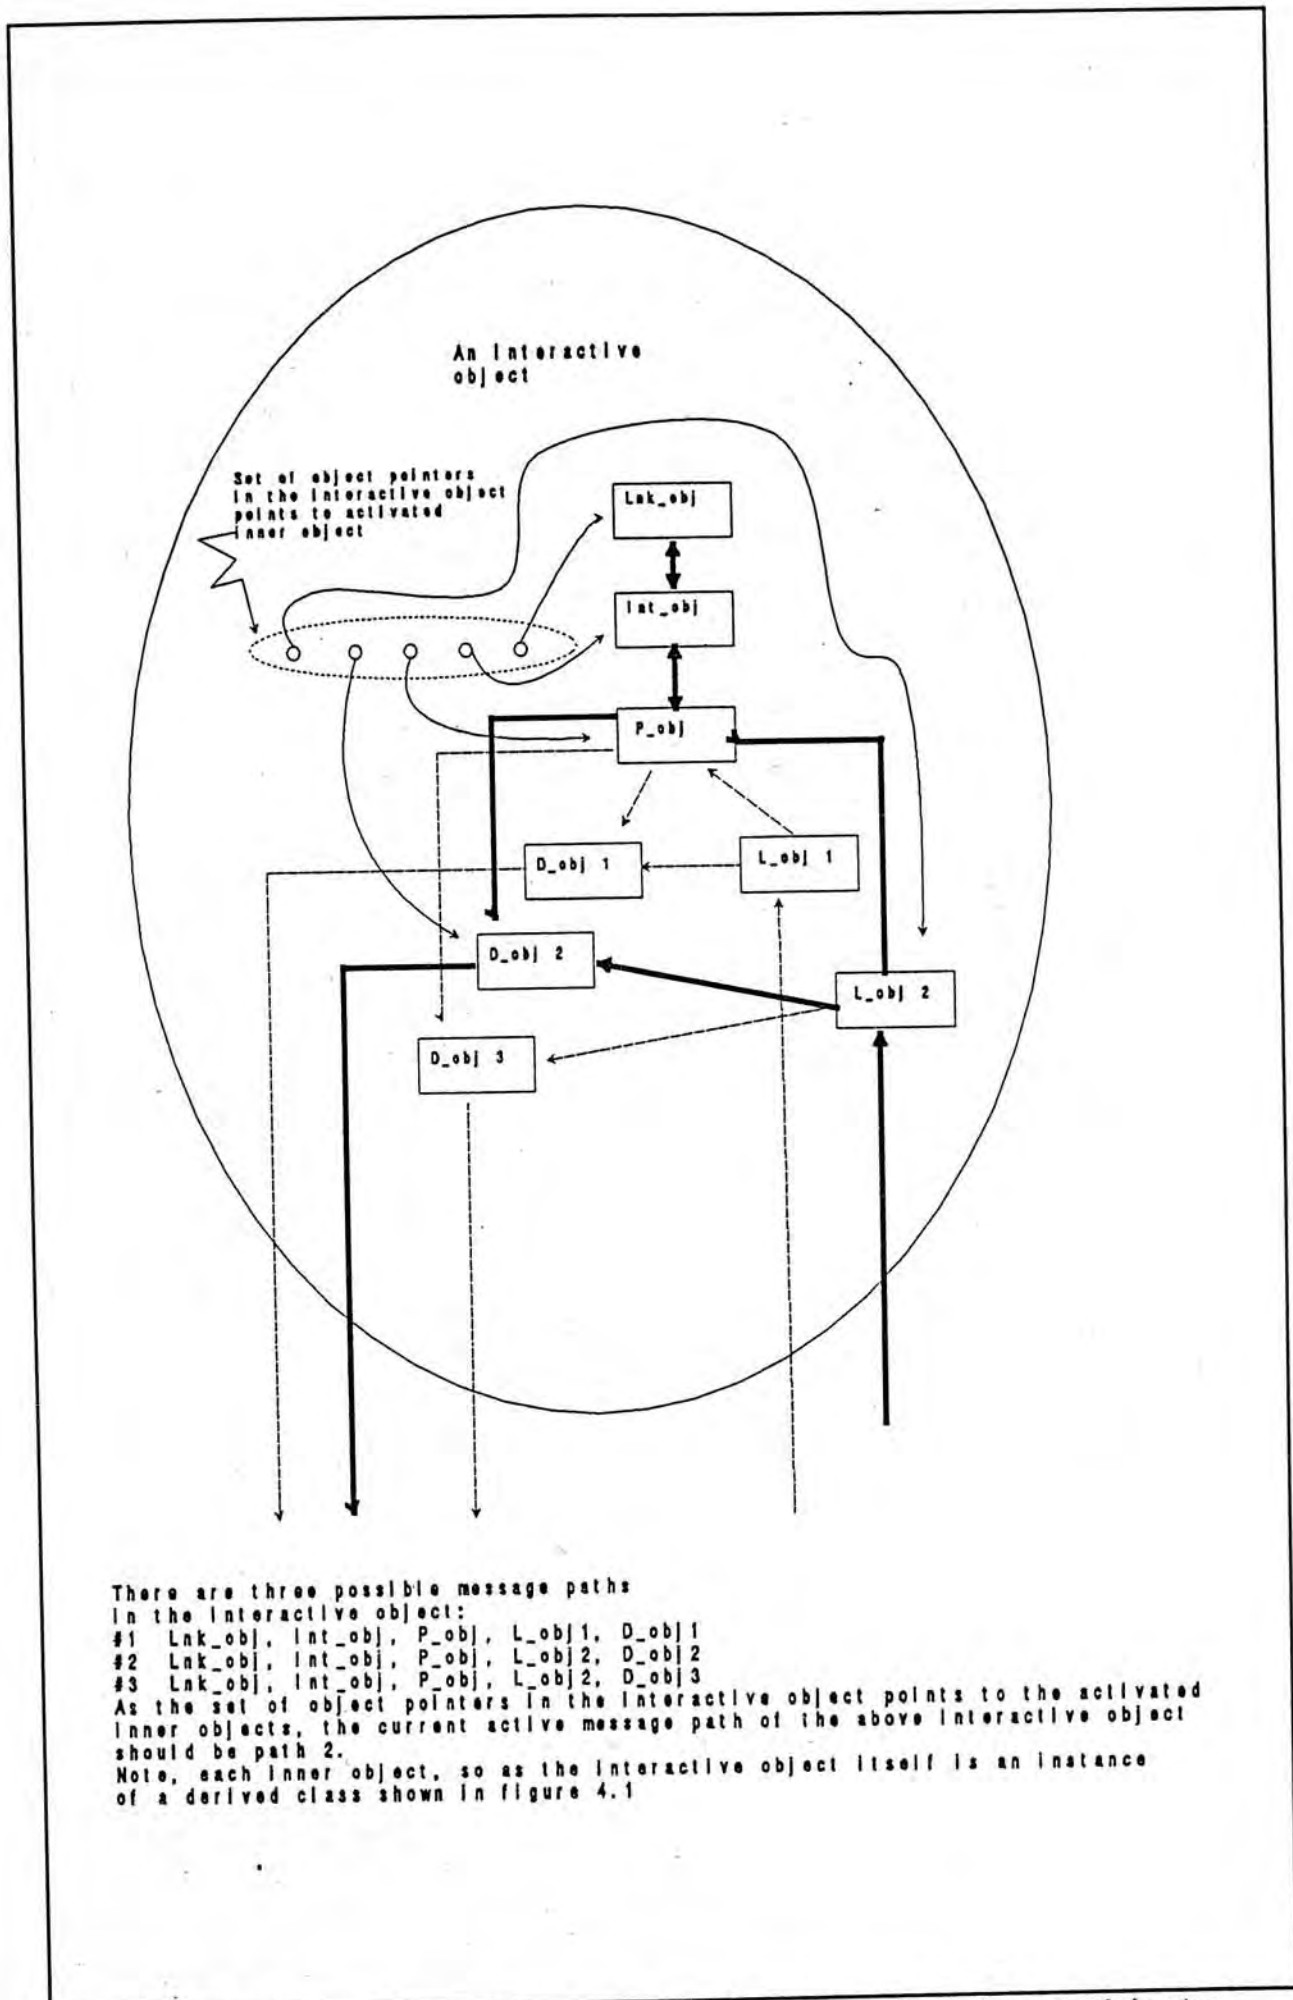 An Interactive
object
Set of object pointers
in the interactive object
points to activated
inner object
Lnk_obj
Int_obj
P_obj
D_obj 1
L_obj 1
D_obj 2
L_obj 2
D_obj 3
There are three possible message paths
in the interactive object:
#1 Lnk_obj, Int_obj, P_obj, L_obj1, D_obj1
#2 Lnk_obj, Int_obj, P_obj, L_obj2, D_obj2
#3 Lnk_obj, Int_obj, P_obj, L_obj2, D_obj3
As the set of object pointers in the interactive object points to the activated
inner objects, the current active message path of the above interactive object
should be path 2.
Note, each inner object, so as the interactive object itself is an instance
of a derived class shown in figure 4.1